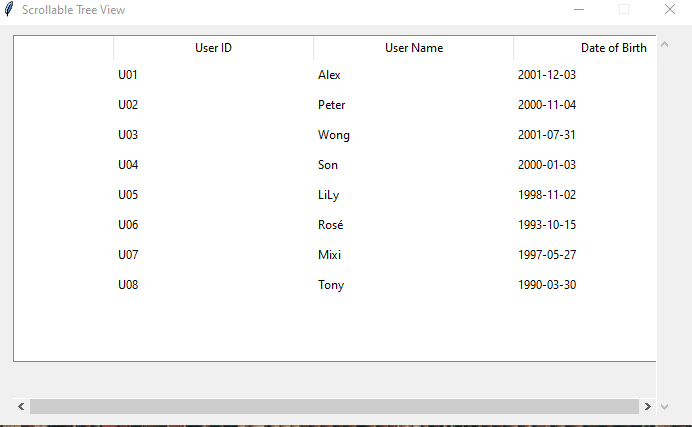 Scrollable Tree View
User ID User Name Date of Birth
U01 Alex 2001-12-03
U02 Peter 2000-11-04
U03 Wong 2001-07-31
U04 Son 2000-01-03
U05 LiLy 1998-11-02
U06 Rosé 1993-10-15
U07 Mixi 1997-05-27
U08 Tony 1990-03-30